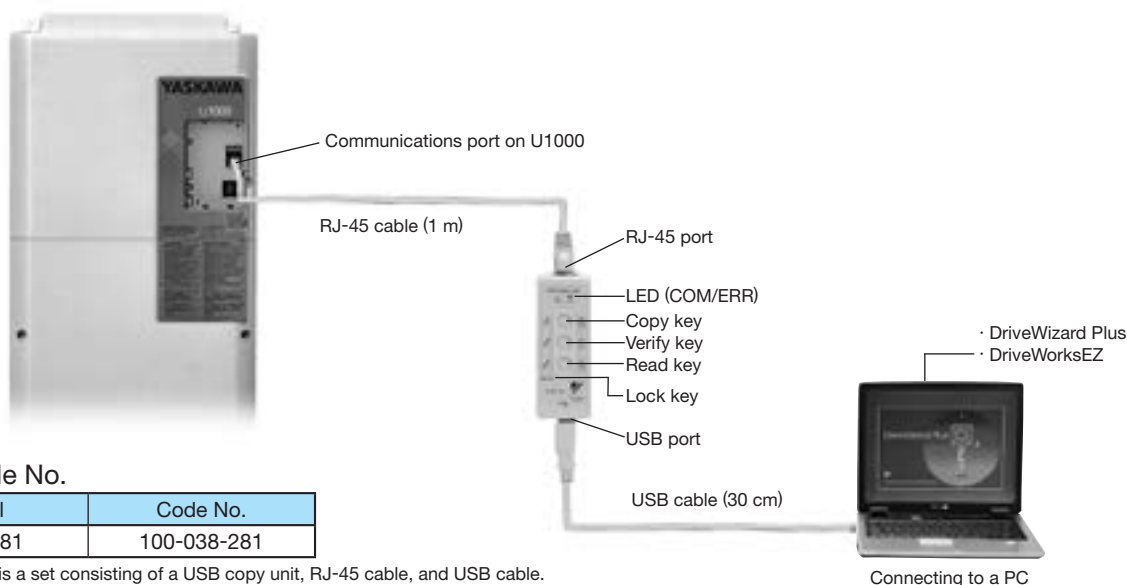 YASKAWA
U1000
Communications port on U1000
RJ-45 cable (1 m)
RJ-45 port
LED (COM/ERR)
Copy key
Verify key
Read key
Lock key
USB port
· DriveWizard Plus
· DriveWorksEZ
USB cable (30 cm)
Connecting to a PC
e No.
l
Code No.
81
100-038-281
is a set consisting of a USB copy unit, RJ-45 cable, and USB cable.